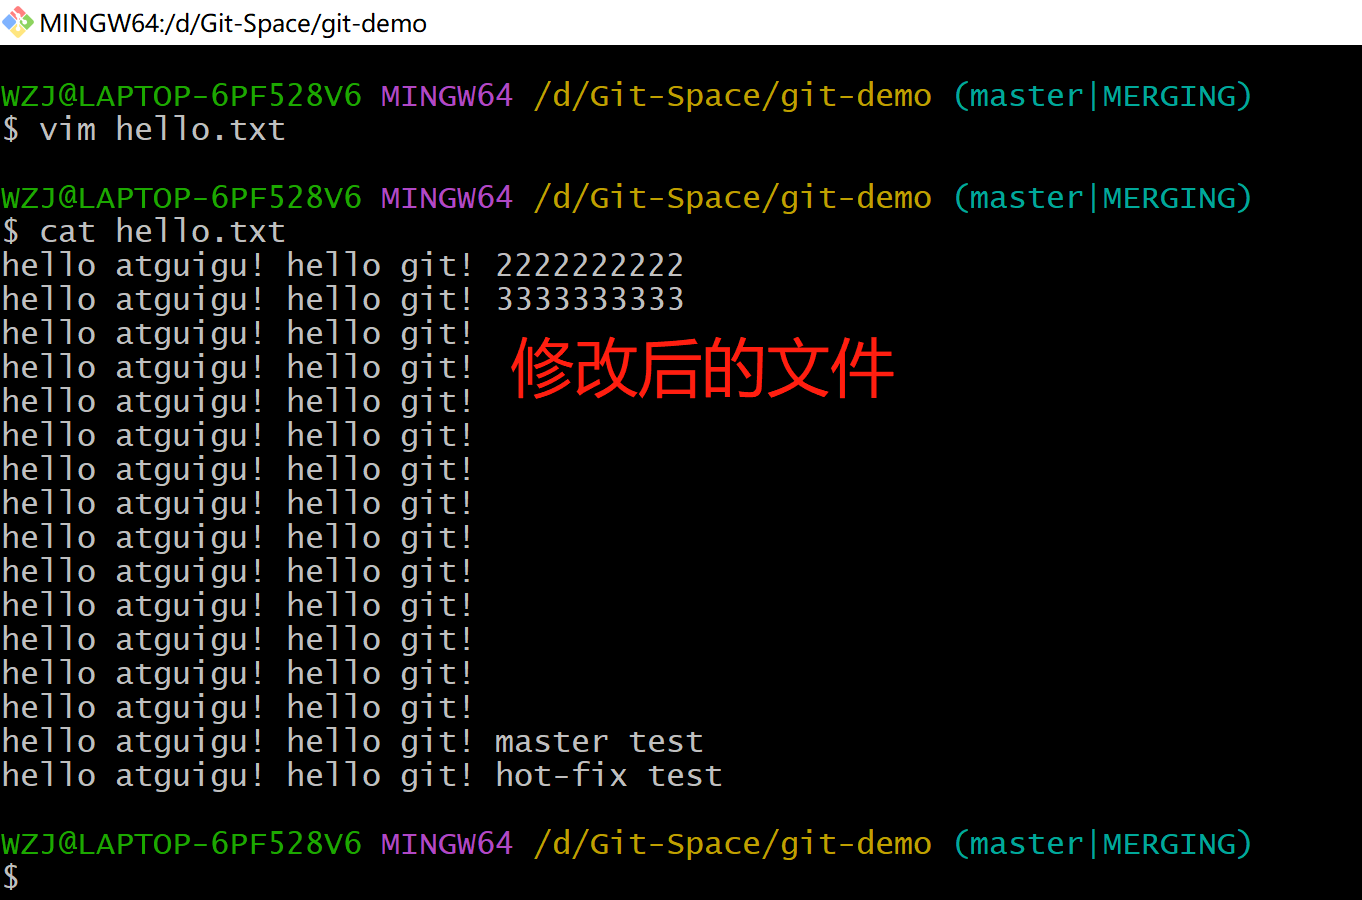 MINGW64:/d/Git-Space/git-demo
WZJ@LAPTOP-6PF528V6 MINGW64 /d/Git-Space/git-demo (master|MERGING)
$ vim hello.txt
WZJ@LAPTOP-6PF528V6 MINGW64 /d/Git-Space/git-demo (master|MERGING)
$ cat hello.txt
hello atguigu! hello git! 2222222222
hello atguigu! hello git! 3333333333
hello atguigu! hello git!
hello atguigu! hello git!
修改后的文件
hello atguigu! hello git!
hello atguigu! hello git!
hello atguigu! hello git!
hello atguigu! hello git!
hello atguigu! hello git!
hello atguigu! hello git!
hello atguigu! hello git!
hello atguigu! hello git!
hello atguigu! hello git!
hello atguigu! hello git!
hello atguigu! hello git! master test
hello atguigu! hello git! hot-fix test
WZJ@LAPTOP-6PF528V6 MINGW64 /d/Git-Space/git-demo (master|MERGING)
$